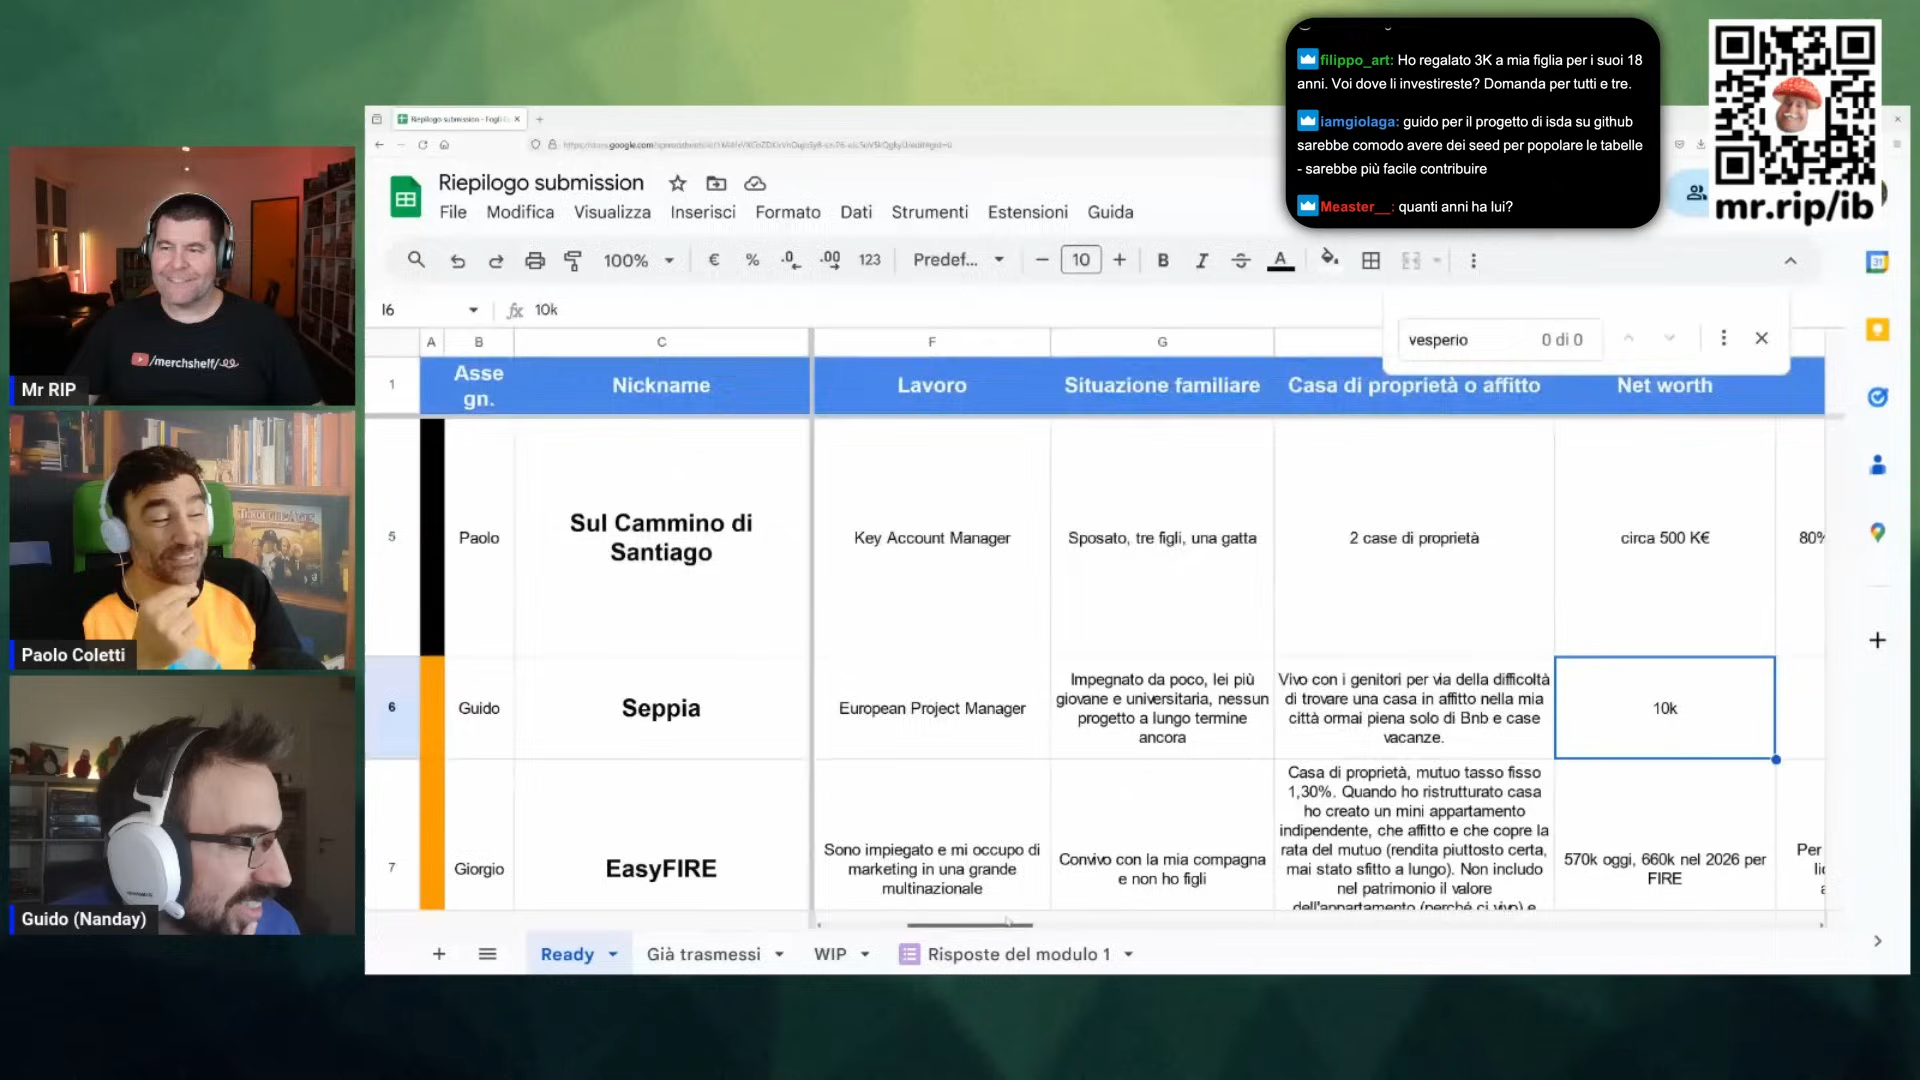 filippo_art: Ho regalato 3K a mia figlia per i suoi 18
anni. Voi dove li investireste? Domanda per tutti e tre.
iamgiolaga: guido per il progetto di isda su github
sarebbe comodo avere dei seed per popolare le tabelle
- sarebbe più facile contribuire
Measter__: quanti anni ha lui?
mr.rip/ib
Riepilogo submission
File Modifica Visualizza Inserisci Formato Dati Strumenti Estensioni Guida
100% € % .0 .00 123 Predef... 10 B I A
31
I6 10k
vesperio 0 di 0
A B C F G
1 Assegn. Nickname Lavoro Situazione familiare Casa di proprietà o affitto Net worth
5 Paolo Sul Cammino di
Santiago
Key Account Manager
Sposato, tre figli, una gatta
2 case di proprietà
circa 500 K€
80%
6 Guido Seppia
European Project Manager
Impegnato da poco, lei più
giovane e universitaria, nessun
progetto a lungo termine
ancora
Vivo con i genitori per via della difficoltà
di trovare una casa in affitto nella mia
città ormai piena solo di Bnb e case
vacanze.
10k
7 Giorgio EasyFIRE
Sono impiegato e mi occupo di
marketing in una grande
multinazionale
Convivo con la mia compagna
e non ho figli
Casa di proprietà, mutuo tasso fisso
1,30%. Quando ho ristrutturato casa
ho creato un mini appartamento
indipendente, che affitto e che copre la
rata del mutuo (rendita piuttosto certa,
mai stato sfitto a lungo). Non includo
nel patrimonio il valore
dell'appartamento (perché ci vivo) e
570k oggi, 660k nel 2026 per
FIRE
Per
Ready Già trasmessi WIP Risposte del modulo 1
/merchshelf/
Mr RIP
Paolo Coletti
Guido (Nanday)